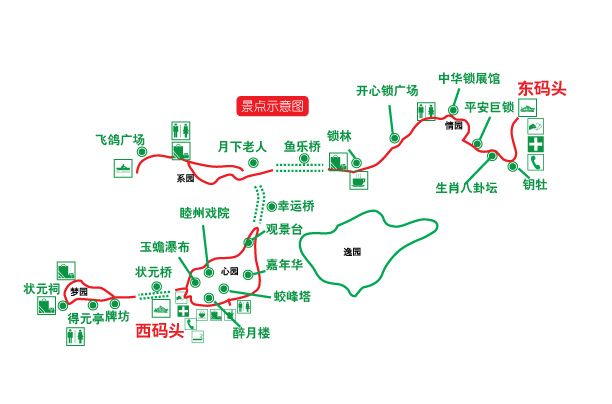 景点示意图
中华锁展馆
开心锁广场
东码头
平安巨锁
情园
飞鸽广场
月下老人
鱼乐桥
锁林
系园
生肖八卦坛
钥牡
睦州戏院
幸运桥
观景台
玉蟾瀑布
逸园
状元桥
心园
嘉年华
状元祠
梦园
蛟峰塔
得元亭
牌坊
西码头
醉月楼